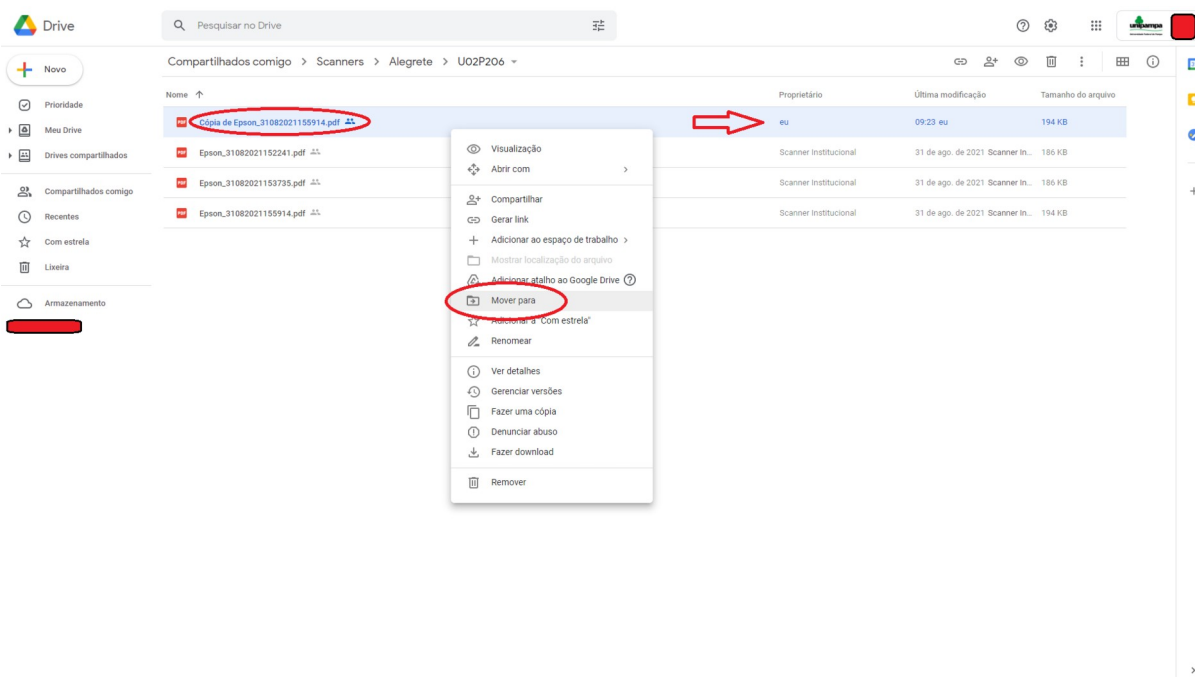 Drive
Pesquisar no Drive
unipampa
Novo
Compartilhados comigo > Scanners > Alegrete > U02P206
Nome
Proprietário
Última modificação
Tamanho do arquivo
Prioridade
Meu Drive
Drives compartilhados
Compartilhados comigo
Recentes
Com estrela
Lixeira
Armazenamento
PDF Cópia de Epson_31082021155914.pdf eu 09:23 eu 194 KB
PDF Epson_31082021152241.pdf Scanner Institucional 31 de ago. de 2021 Scanner In... 186 KB
PDF Epson_31082021153735.pdf Scanner Institucional 31 de ago. de 2021 Scanner In... 186 KB
PDF Epson_31082021155914.pdf Scanner Institucional 31 de ago. de 2021 Scanner In... 194 KB
Visualização
Abrir com
Compartilhar
Gerar link
Adicionar ao espaço de trabalho
Mostrar localização do arquivo
Adicionar atalho ao Google Drive
Mover para
Adicionar a "Com estrela"
Renomear
Ver detalhes
Gerenciar versões
Fazer uma cópia
Denunciar abuso
Fazer download
Remover